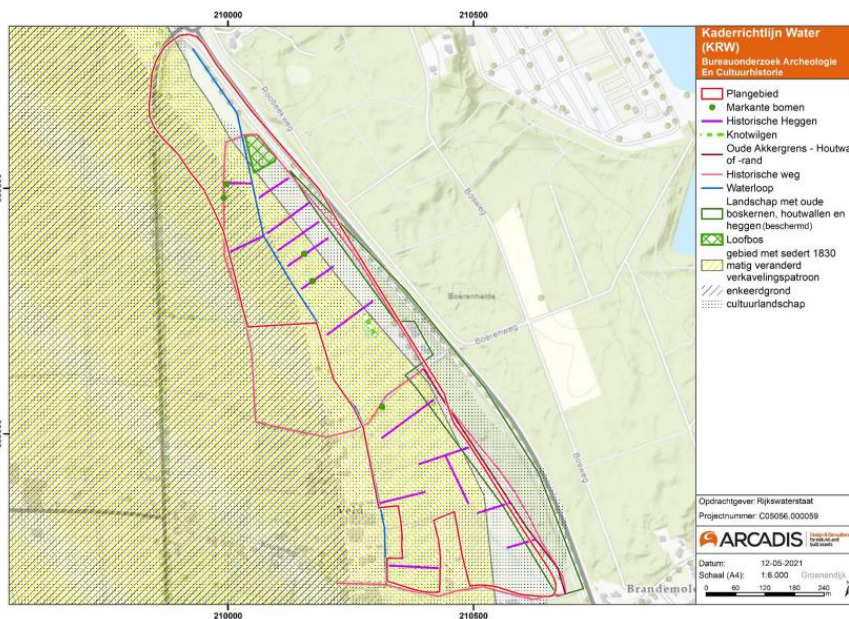 210000
210500
Kaderrichtlijn Water
(KRW)
Bureauonderzoek Archeologie
En Cultuurhistorie
Plangebied
Markante bomen
Historische Heggen
Knotwilgen
Oude Akkergrens - Houtwa
of -rand
Historische weg
Waterloop
Landschap met oude
boskernen, houtwallen en
heggen (beschermd)
Loofbos
gebied met sedert 1830
matig veranderd
verkavelingspatroon
enkeerdgrond
cultuurlandschap
Bosweg
Boerenheide
Boerenweg
Bosweg
Brandemole
Opdrachtgever: Rijkswaterstaat
Projectnummer: C05056.000059
ARCADIS
Datum: 12-05-2021
Schaal (A4): 1:6.000 Groenendijk
0 60 120 180 240
m
210000
210500